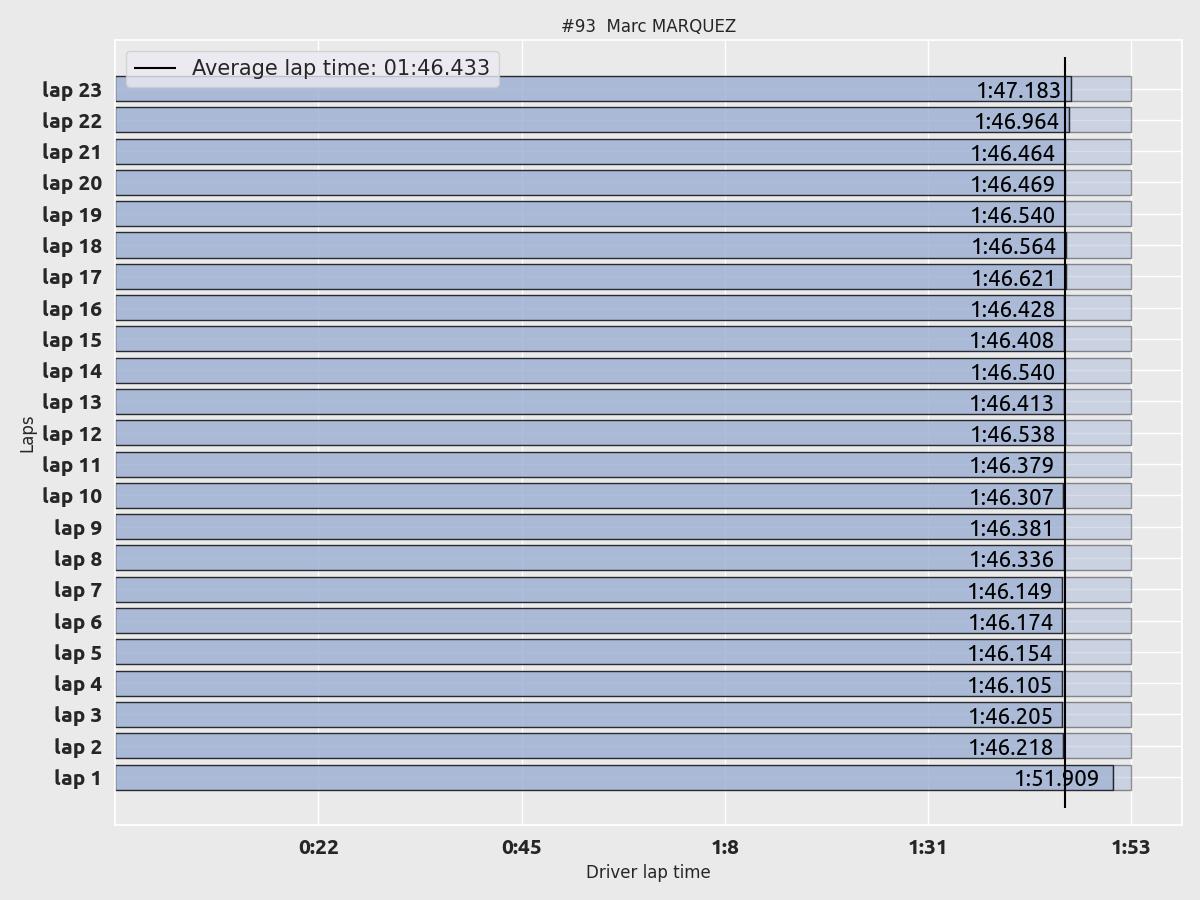 #93  Marc MARQUEZ
Average lap time: 01:46.433
lap 23 1:47.183
lap 22 1:46.964
lap 21 1:46.464
lap 20 1:46.469
lap 19 1:46.540
lap 18 1:46.564
lap 17 1:46.621
lap 16 1:46.428
lap 15 1:46.408
lap 14 1:46.540
lap 13 1:46.413
lap 12 1:46.538
lap 11 1:46.379
lap 10 1:46.307
lap 9 1:46.381
lap 8 1:46.336
lap 7 1:46.149
lap 6 1:46.174
lap 5 1:46.154
lap 4 1:46.105
lap 3 1:46.205
lap 2 1:46.218
lap 1 1:51.909
Laps
0:22 0:45 1:8 1:31 1:53
Driver lap time